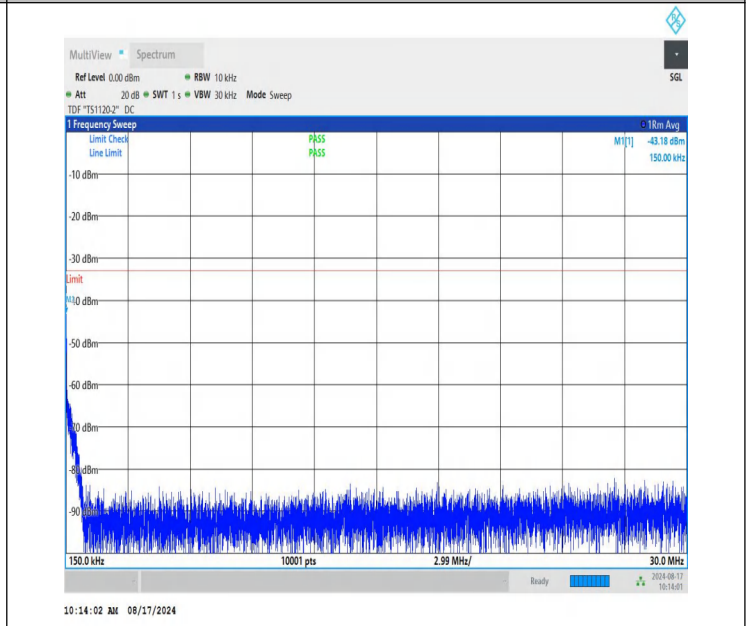 MultiView Spectrum
Ref Level 0.00 dBm RBW 10 kHz SGL
Att 20 dB SWT 1 s VBW 30 kHz Mode Sweep
TDF "TS1120-2" DC
1 Frequency Sweep 1Rm Avg
Limit Check PASS M1[1] -43.18 dBm
Line Limit PASS 150.00 kHz
-10 dBm
-20 dBm
-30 dBm
Limit
M1
-50 dBm
-60 dBm
150.0 kHz 10001 pts 2.99 MHz/ 30.0 MHz
Ready 2024-08-17
10:14:01
10:14:02 AM 08/17/2024